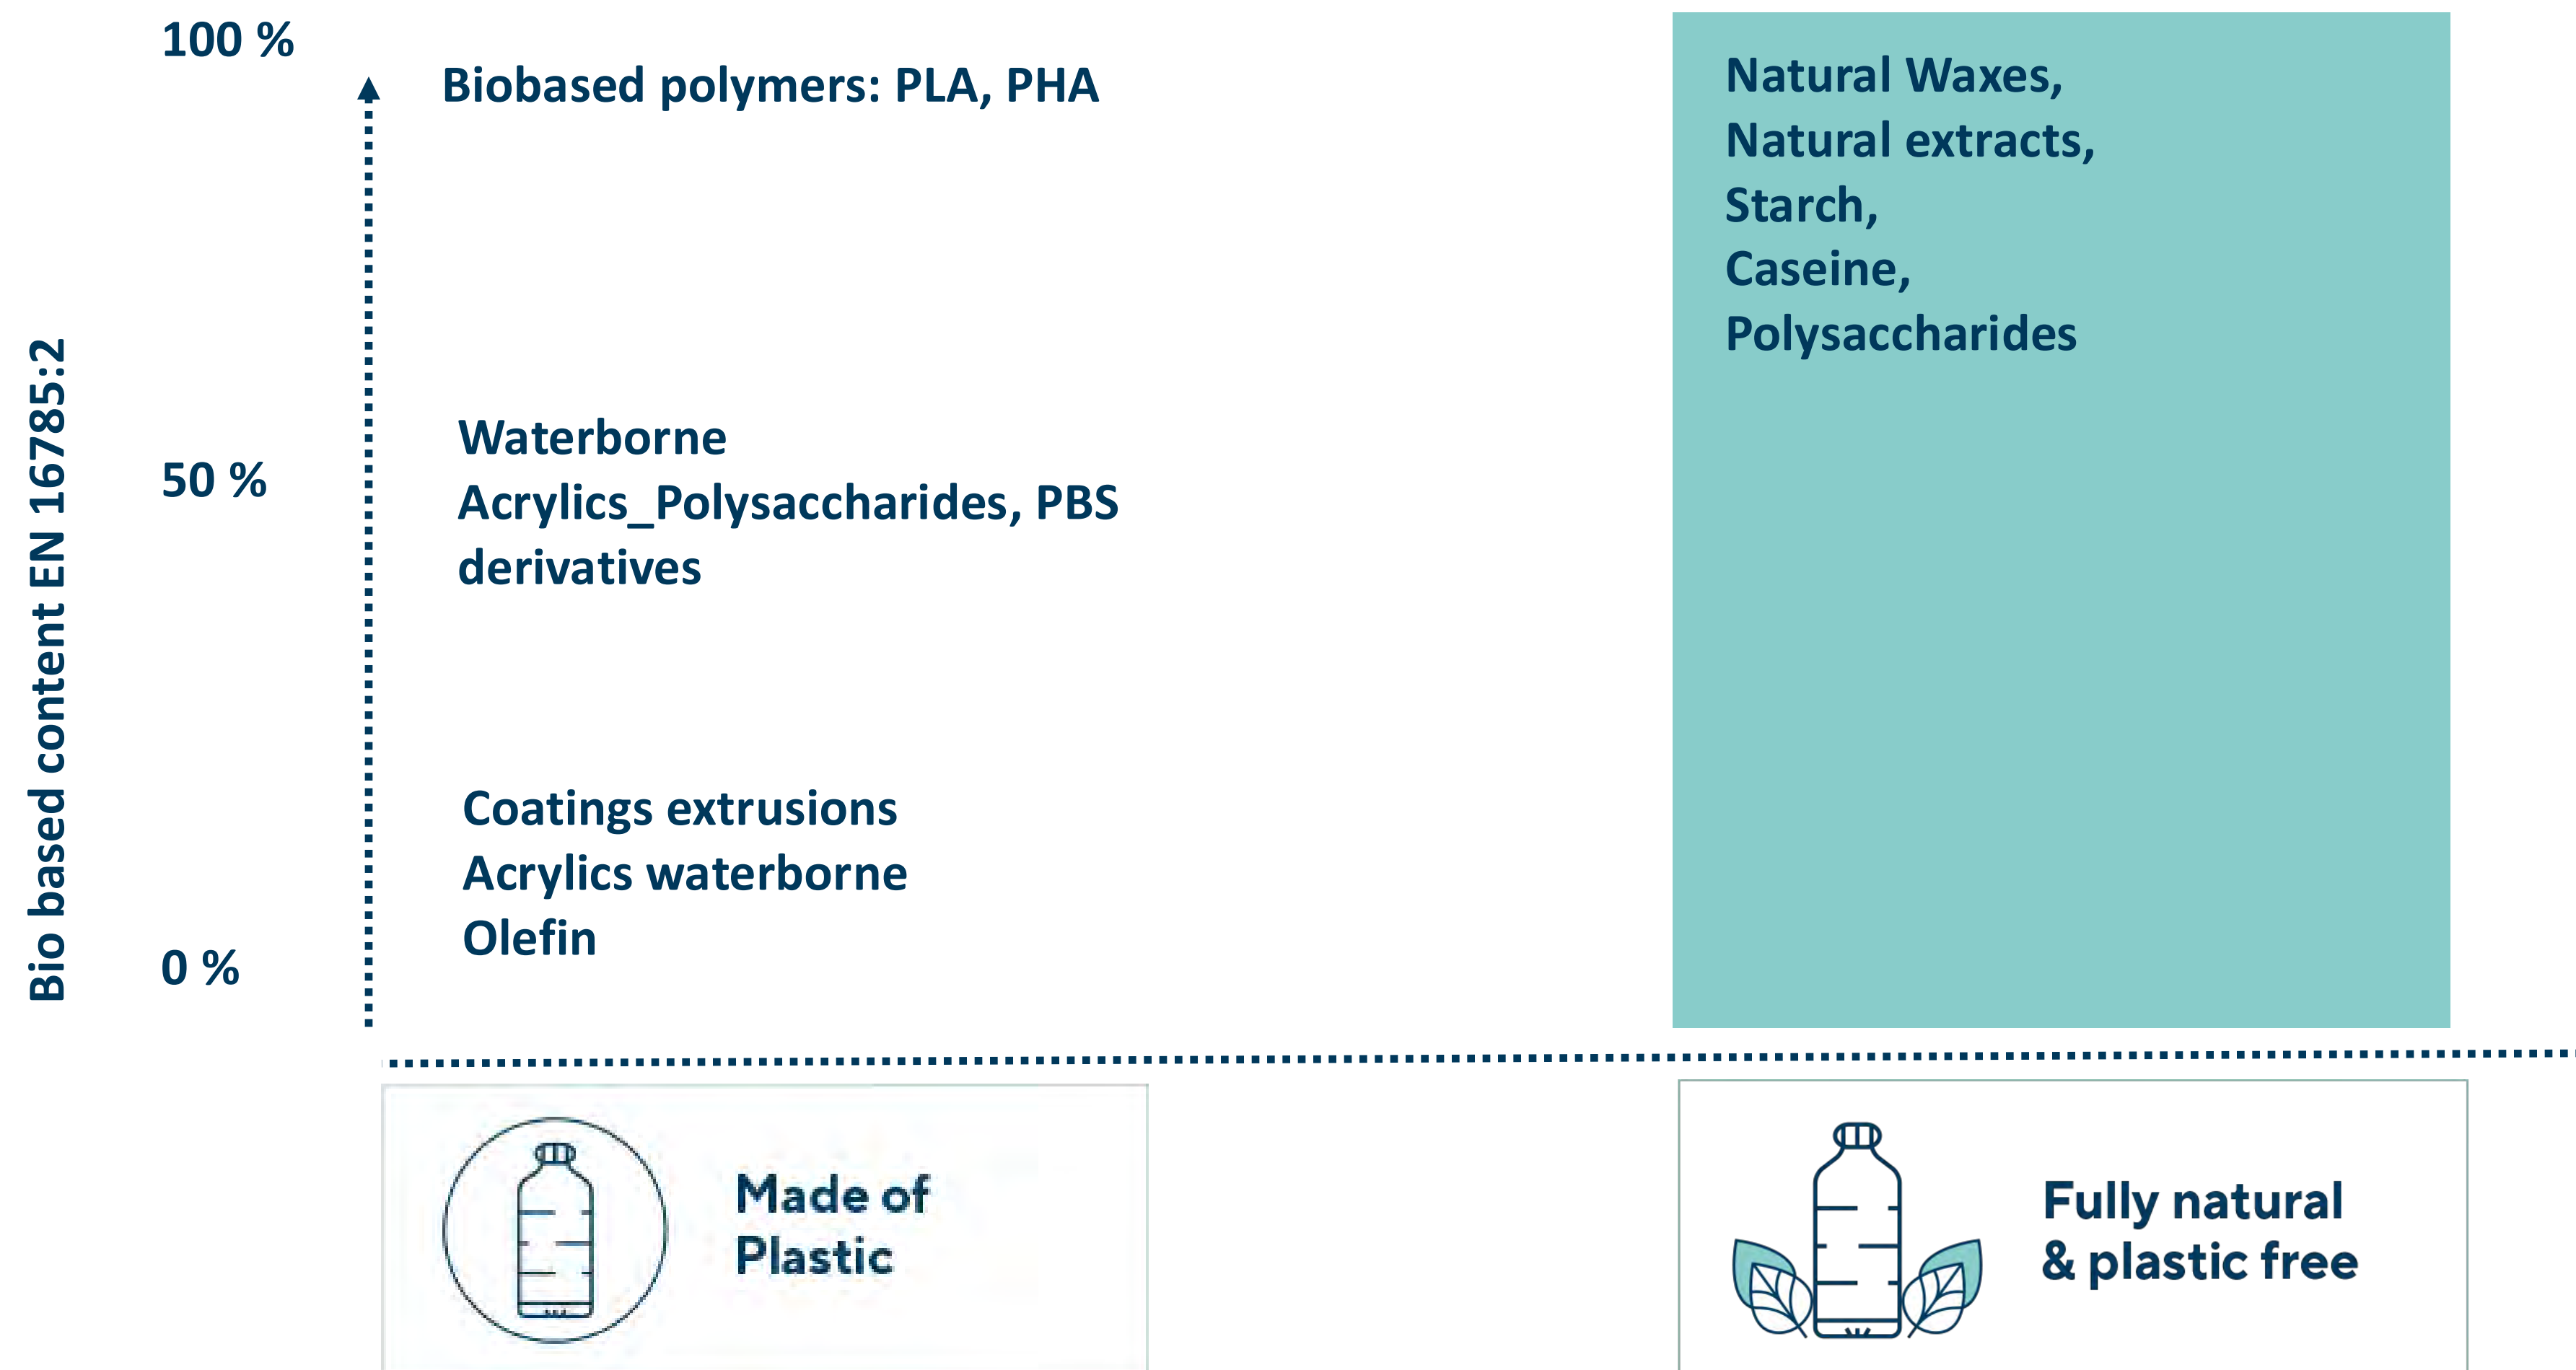 Bio based content EN 16785:2
100 %
50 %
0 %
Biobased polymers: PLA, PHA
Waterborne
Acrylics_Polysaccharides, PBS
derivatives
Coatings extrusions
Acrylics waterborne
Olefin
Natural Waxes,
Natural extracts,
Starch,
Caseine,
Polysaccharides
Made of
Plastic
Fully natural
& plastic free